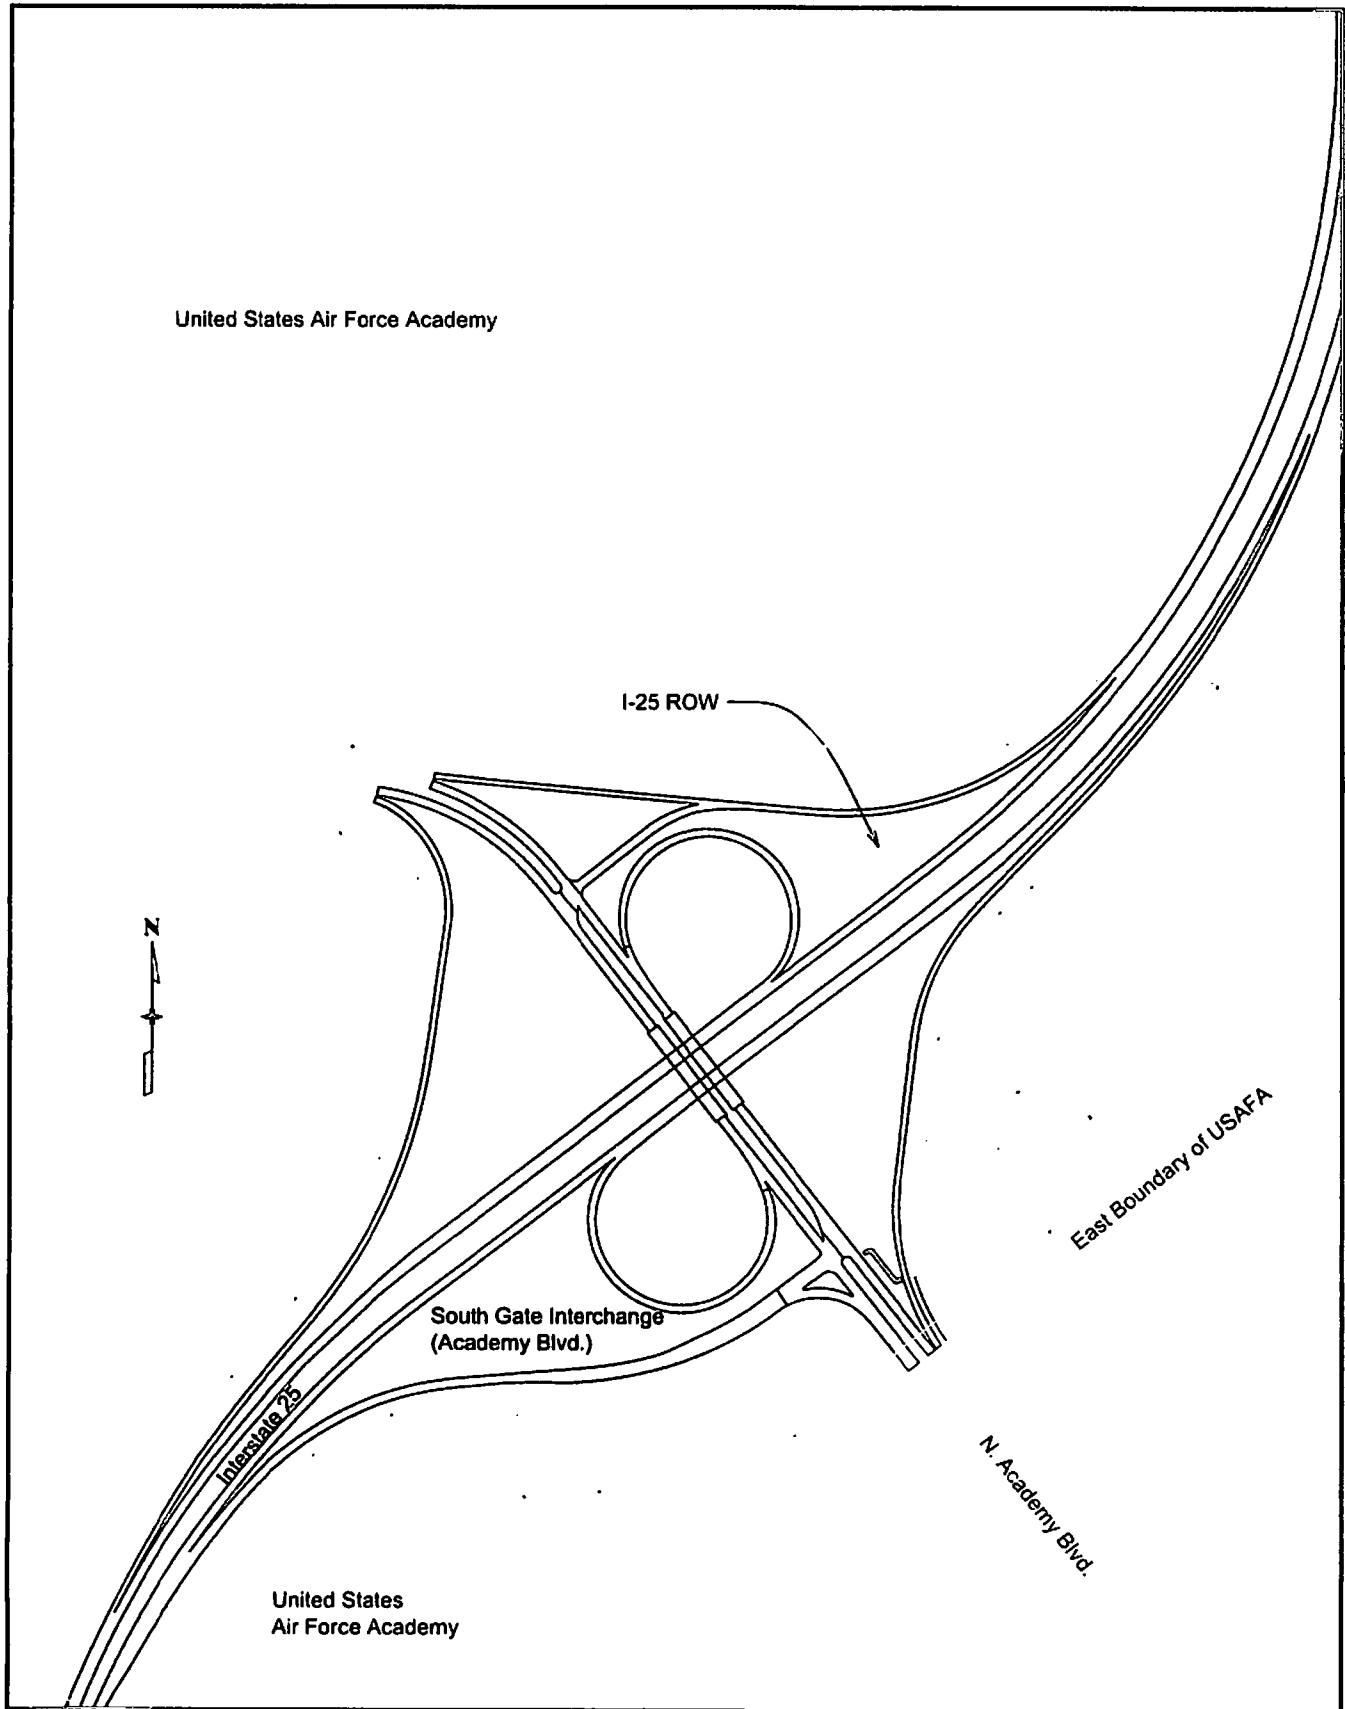 United States Air Force Academy
I-25 ROW
N
East Boundary of USAFA
South Gate Interchange
(Academy Blvd.)
Interstate 25
N. Academy Blvd.
United States
Air Force Academy